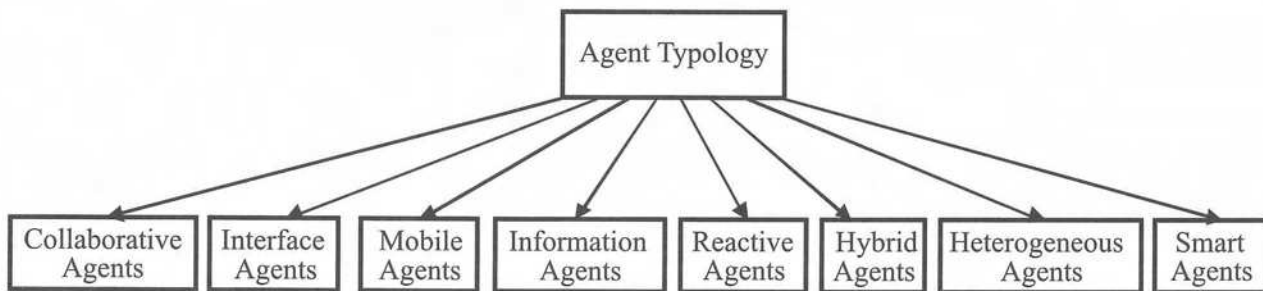 Agent Typology
Collaborative
Agents
Interface
Agents
Mobile
Agents
Information
Agents
Reactive
Agents
Hybrid
Agents
Heterogeneous
Agents
Smart
Agents